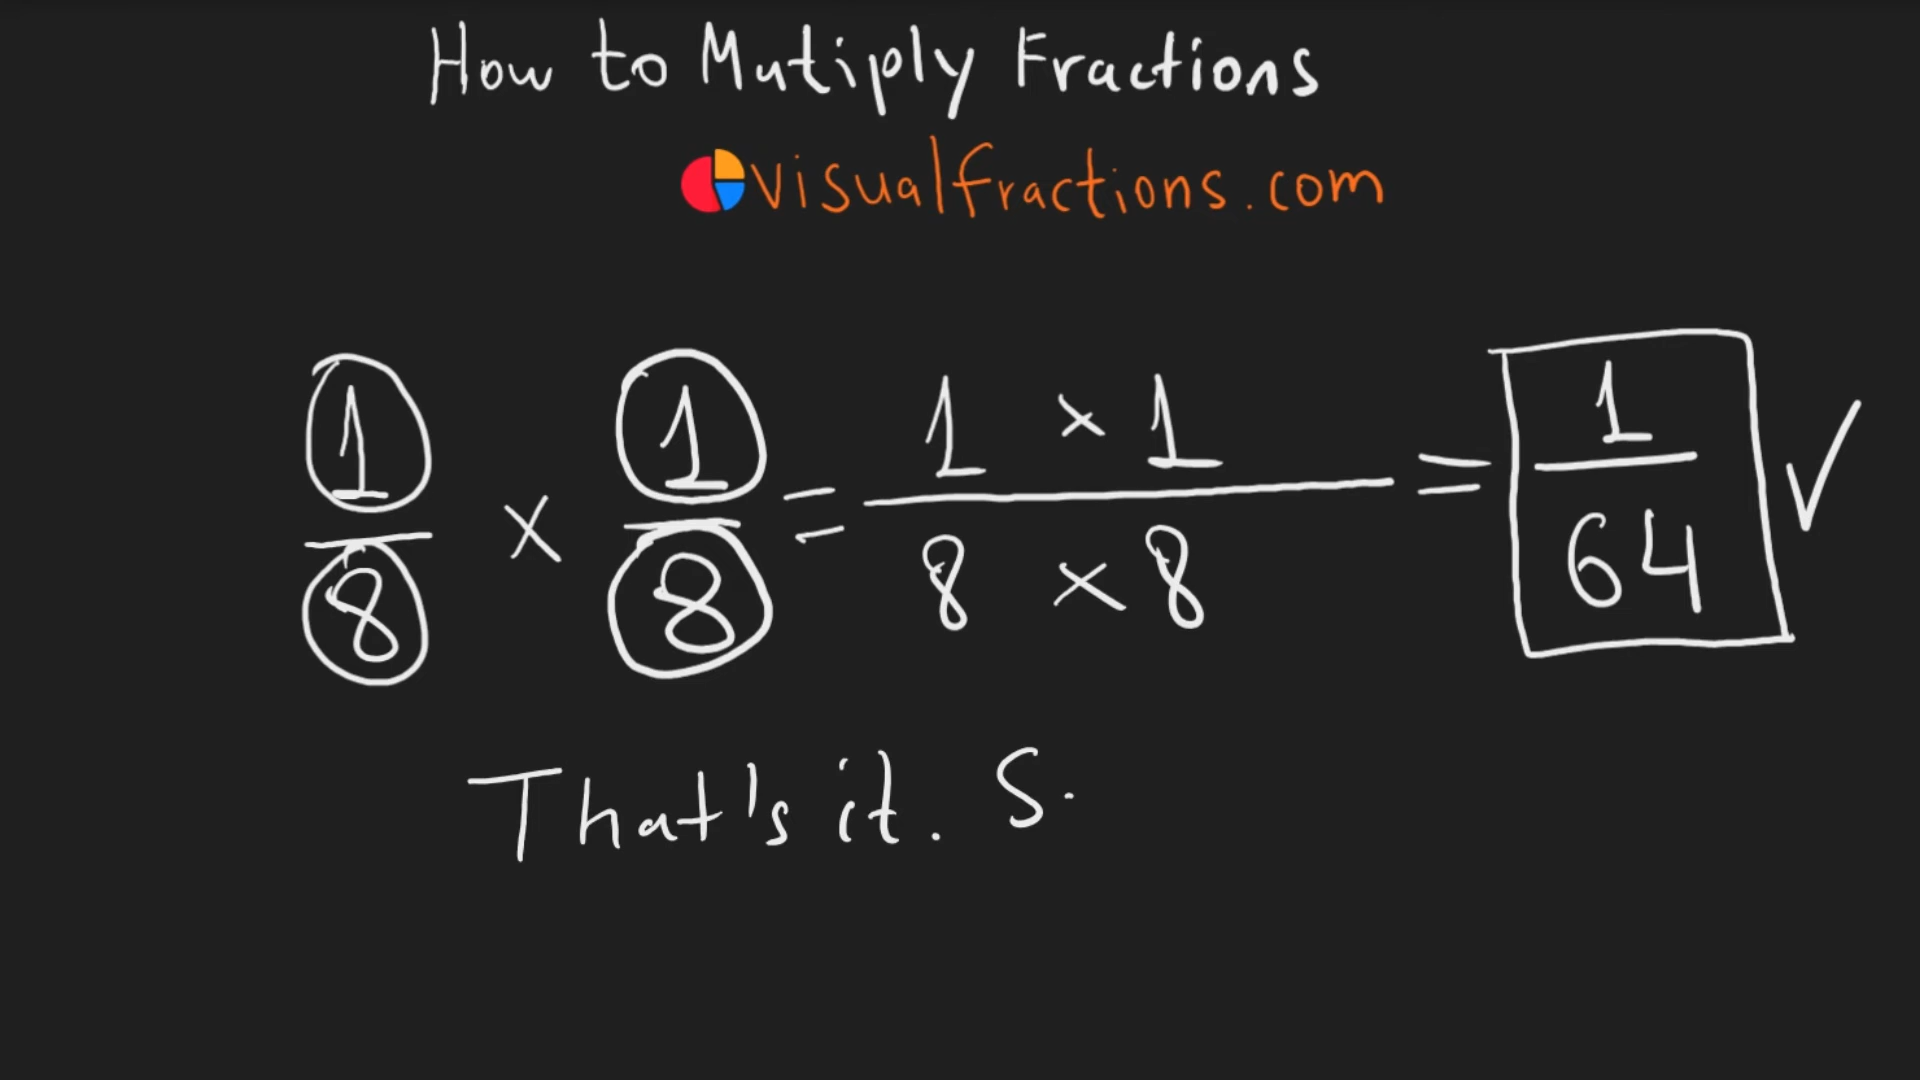 How to Mutiply Fractions
visualfractions.com
1/8 × 1/8 = 1 × 1 / 8 × 8 = 1/64 ✓
That's it. S.